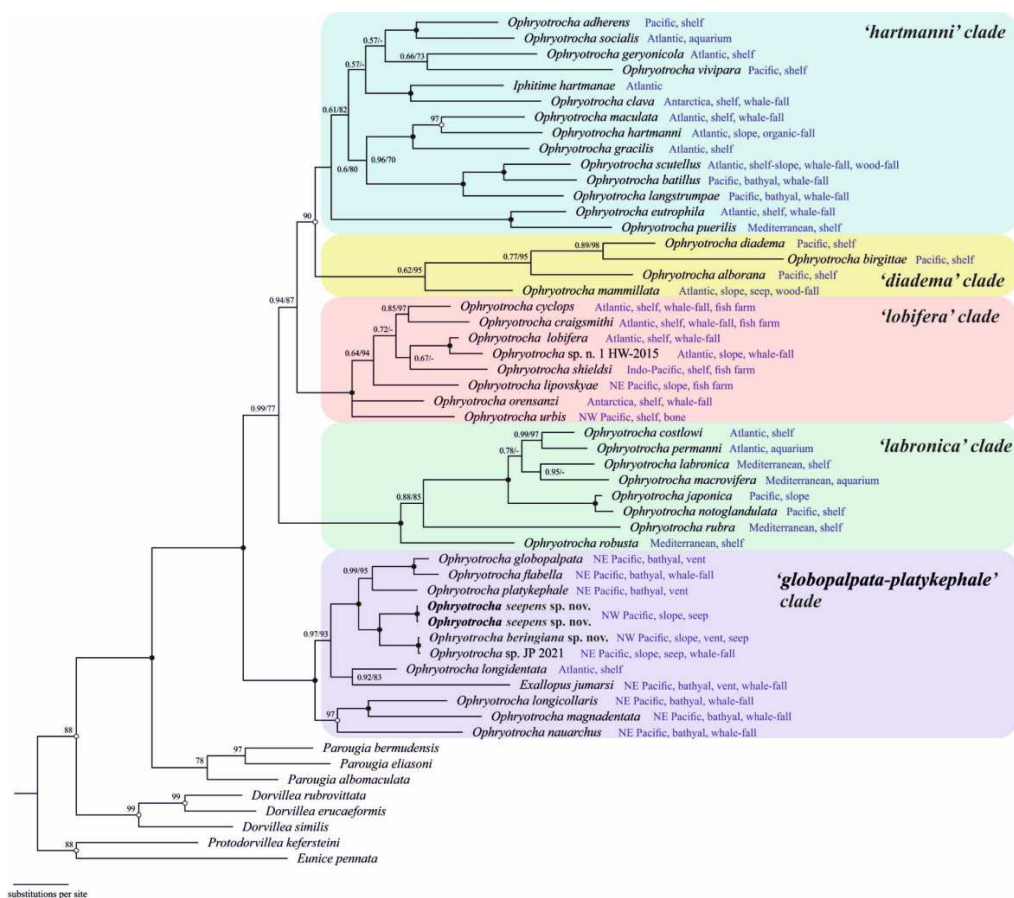 Ophryotrocha adherens Pacific, shelf
0.57/-
Ophryotrocha socialis Atlantic, aquarium
'hartmanni' clade
Ophryotrocha geryonicola Atlantic, shelf
0.57/-
0.66/73
Ophryotrocha vivipara Pacific, shelf
Iphitime hartmanae Atlantic
Ophryotrocha clava Antarctica, shelf, whale-fall
0.61/82
97
Ophryotrocha maculata Atlantic, shelf, whale-fall
Ophryotrocha hartmanni Atlantic, slope, organic-fall
Ophryotrocha gracilis Atlantic, shelf
0.6/80
0.96/70
Ophryotrocha scutellus Atlantic, shelf-slope, whale-fall, wood-fall
Ophryotrocha batillus Pacific, bathyal, whale-fall
Ophryotrocha langstrumpae Pacific, bathyal, whale-fall
Ophryotrocha eutrophila Atlantic, shelf, whale-fall
90
Ophryotrocha puerilis Mediterranean, shelf
0.89/98
Ophryotrocha diadema Pacific, shelf
0.77/95
Ophryotrocha birgittae Pacific, shelf
0.62/95
Ophryotrocha alborana Pacific, shelf
'diadema' clade
Ophryotrocha mammillata Atlantic, slope, seep, wood-fall
0.94/87
0.85/97
Ophryotrocha cyclops Atlantic, shelf, whale-fall, fish farm
'lobifera' clade
Ophryotrocha craigsmithi Atlantic, shelf, whale-fall, fish farm
0.72/-
Ophryotrocha lobifera Atlantic, shelf, whale-fall
0.64/94
Ophryotrocha sp. n. 1 HW-2015 Atlantic, slope, whale-fall
0.67/-
Ophryotrocha shieldsi Indo-Pacific, shelf, fish farm
Ophryotrocha lipovskyae NE Pacific, slope, fish farm
Ophryotrocha orensanzi Antarctica, shelf, whale-fall
0.99/77
Ophryotrocha urbis NW Pacific, shelf, bone
0.99/97
Ophryotrocha costlowi Atlantic, shelf
'labronica' clade
0.78/-
Ophryotrocha permanni Atlantic, aquarium
Ophryotrocha labronica Mediterranean, shelf
0.95/-
Ophryotrocha macrovifera Mediterranean, aquarium
0.88/85
Ophryotrocha japonica Pacific, slope
Ophryotrocha notoglandulata Pacific, shelf
Ophryotrocha rubra Mediterranean, shelf
Ophryotrocha robusta Mediterranean, shelf
Ophryotrocha globopalpata NE Pacific, bathyal, vent
0.99/95
Ophryotrocha flabella NE Pacific, bathyal, whale-fall
'globopalpata-platykephale'
clade
Ophryotrocha platykephale NE Pacific, bathyal, vent
Ophryotrocha seepens sp. nov.
NW Pacific, slope, seep
Ophryotrocha seepens sp. nov.
0.97/93
Ophryotrocha beringiana sp. nov. NW Pacific, slope, vent, seep
Ophryotrocha sp. JP 2021 NE Pacific, slope, seep, whale-fall
Ophryotrocha longidentata Atlantic, shelf
0.92/83
Exallopus jumarsi NE Pacific, bathyal, vent, whale-fall
Ophryotrocha longicollaris NE Pacific, bathyal, whale-fall
97
Ophryotrocha magnadentata NE Pacific, bathyal, whale-fall
Ophryotrocha nauarchus NE Pacific, bathyal, whale-fall
88
97
Parougia bermudensis
78
Parougia eliasoni
Parougia albomaculata
99
Dorvillea rubrovittata
99
Dorvillea erucaeformis
Dorvillea similis
88
Protodorvillea kefersteini
Eunice pennata
substitutions per site